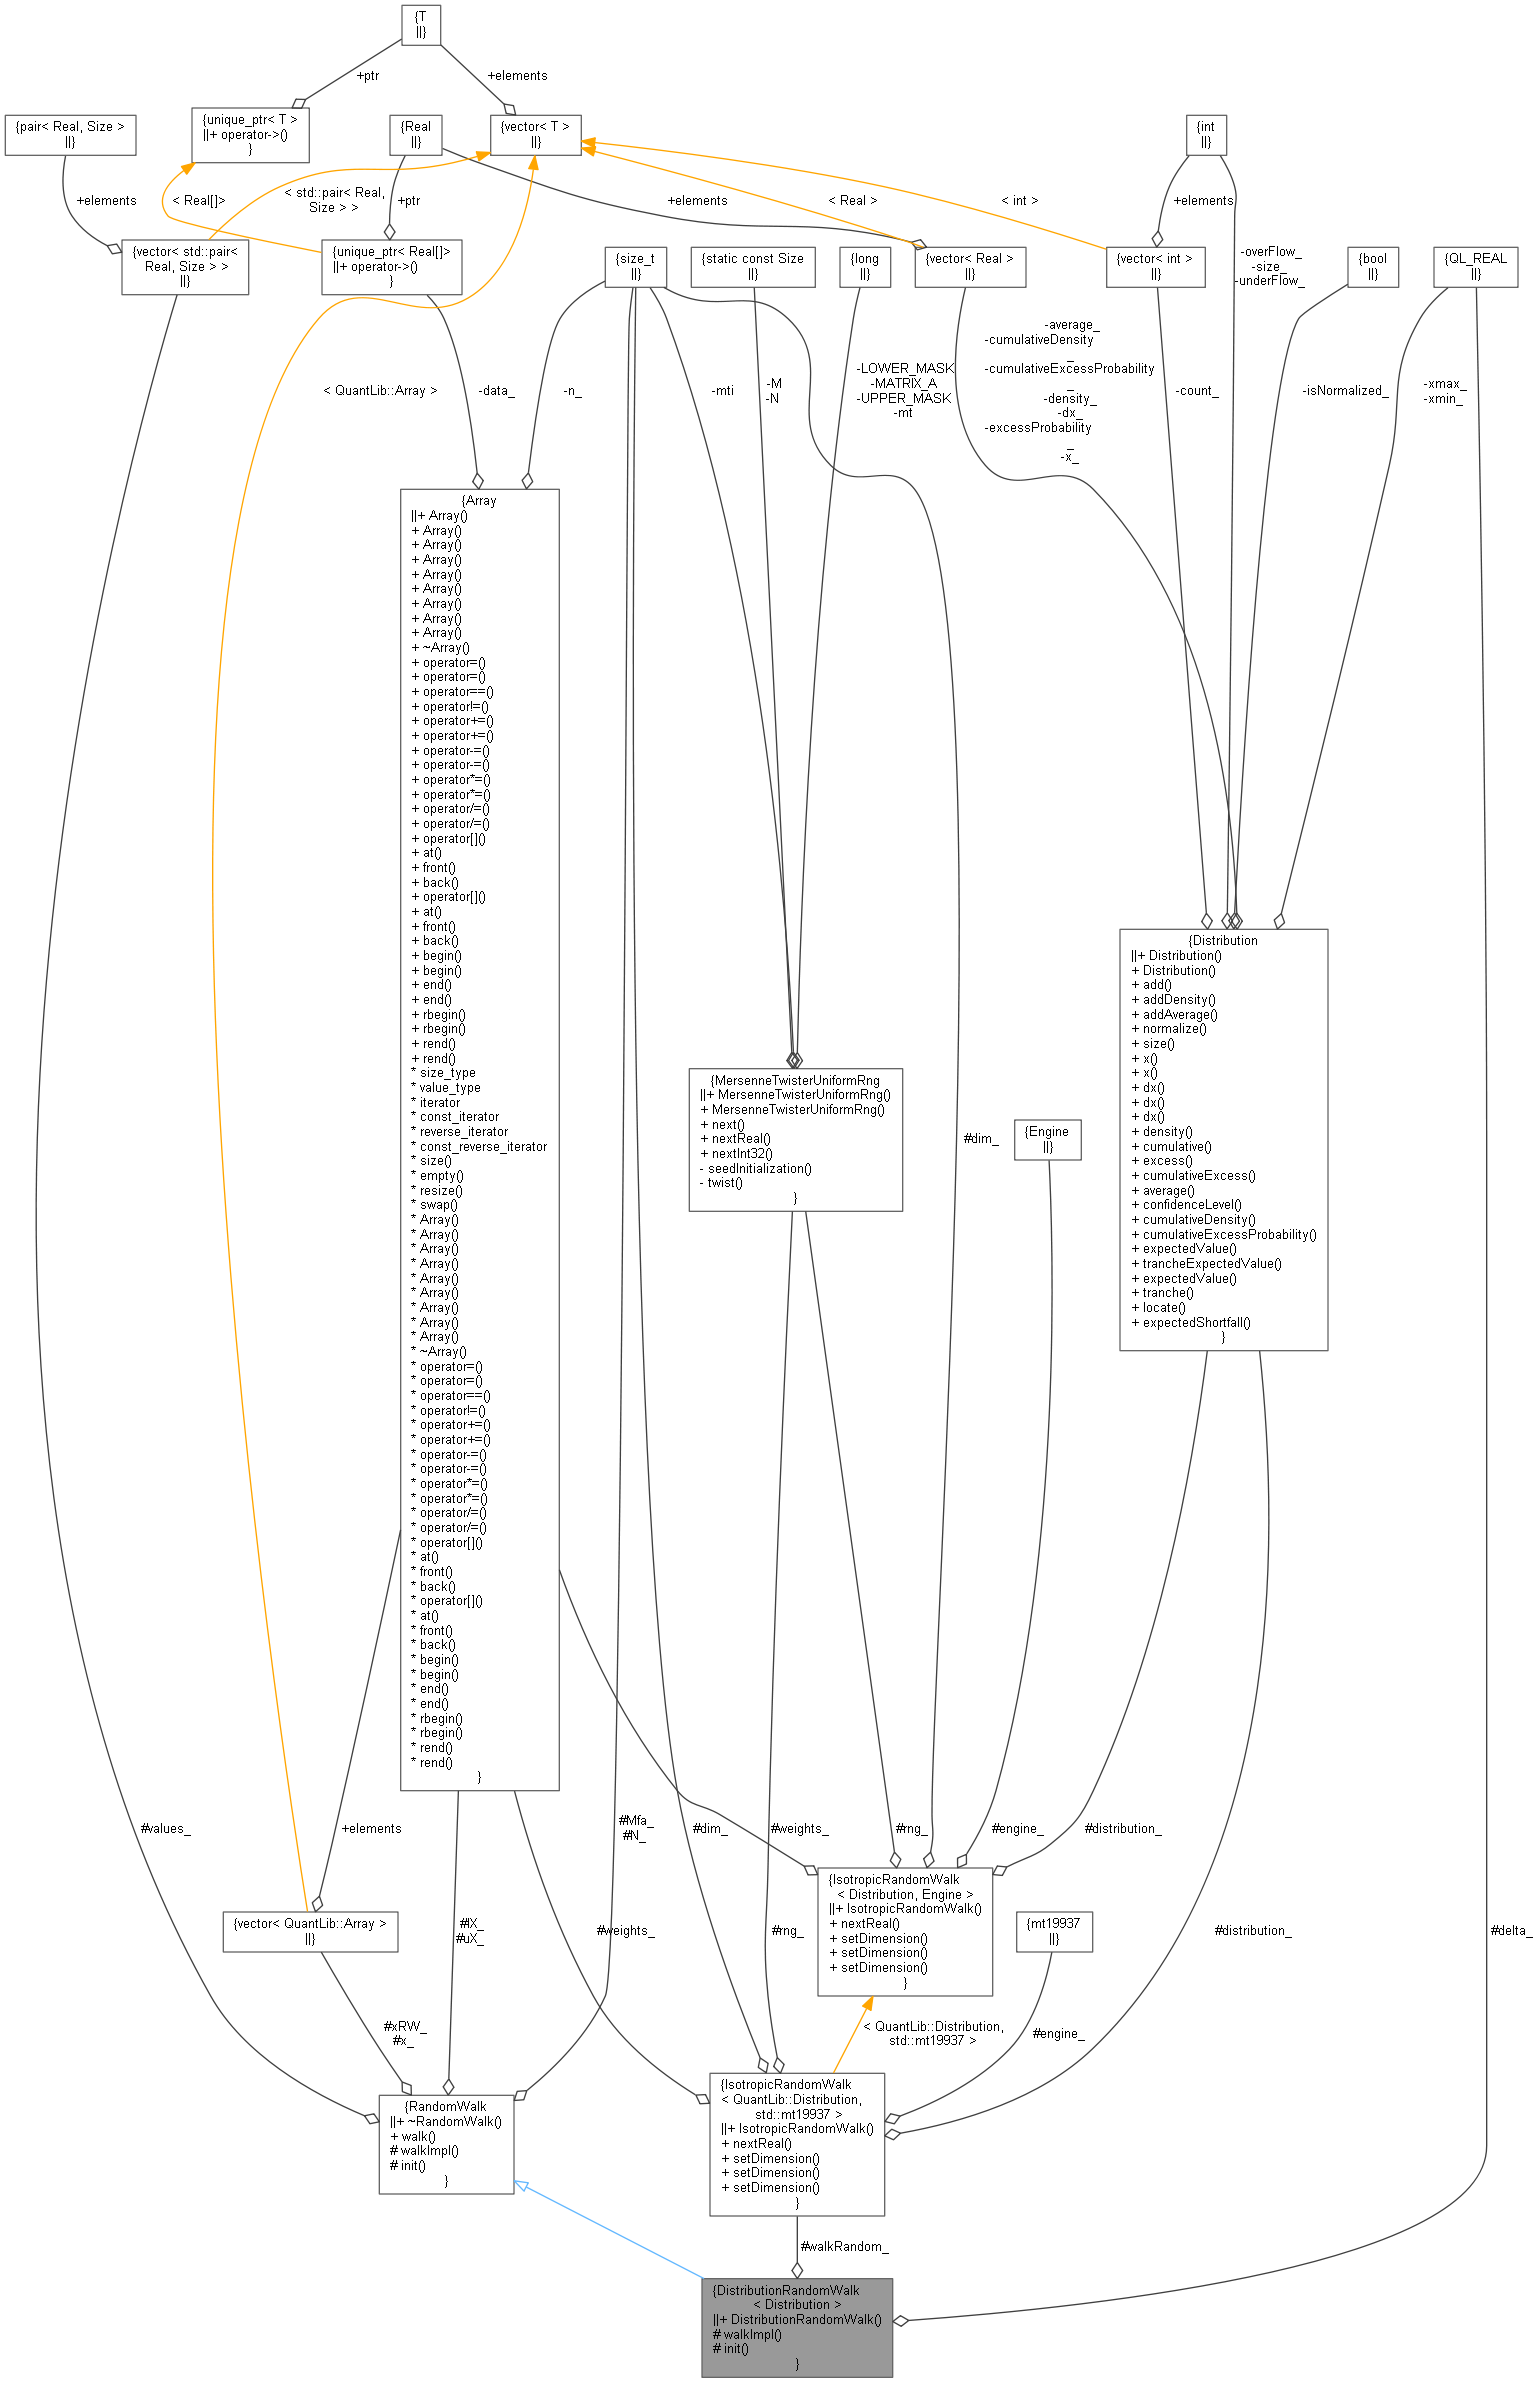 {T
||}
+ptr
+elements
{pair< Real, Size >
||}
{unique_ptr< T >
||+ operator->()
}
{Real
||}
{vector< T >
||}
{int
||}
+elements
< Real[]>
< std::pair< Real,
Size > >
+ptr
+elements
< Real >
< int >
+elements
{vector< std::pair<
Real, Size > >
||}
{unique_ptr< Real[]>
||+ operator->()
}
{size_t
||}
{static const Size
||}
{long
||}
{vector< Real >
||}
{vector< int >
||}
-overFlow_
-size_
-underFlow_
{bool
||}
{QL_REAL
||}
< QuantLib::Array >
-data_
-n_
-mti
-M
-N
-LOWER_MASK
-MATRIX_A
-UPPER_MASK
-mt
-average_
-cumulativeDensity
_
-cumulativeExcessProbability
_
-density_
-dx_
-excessProbability
_
-x_
-count_
-isNormalized_
-xmax_
-xmin_
{Array
||+ Array()
+ Array()
+ Array()
+ Array()
+ Array()
+ Array()
+ Array()
+ Array()
+ Array()
+ ~Array()
+ operator=()
+ operator=()
+ operator==()
+ operator!=()
+ operator+=()
+ operator+=()
+ operator-=()
+ operator-=()
+ operator*=()
+ operator*=()
+ operator/=()
+ operator/=()
+ operator[]()
+ at()
+ front()
+ back()
+ operator[]()
+ at()
+ front()
+ back()
+ begin()
+ begin()
+ end()
+ end()
+ rbegin()
+ rbegin()
+ rend()
+ rend()
* size_type
* value_type
* iterator
* const_iterator
* reverse_iterator
* const_reverse_iterator
* size()
* empty()
* resize()
* swap()
* Array()
* Array()
* Array()
* Array()
* Array()
* Array()
* Array()
* Array()
* Array()
* ~Array()
* operator=()
* operator=()
* operator==()
* operator!=()
* operator+=()
* operator+=()
* operator-=()
* operator-=()
* operator*=()
* operator*=()
* operator/=()
* operator/=()
* operator[]()
* at()
* front()
* back()
* operator[]()
* at()
* front()
* back()
* begin()
* begin()
* end()
* end()
* rbegin()
* rbegin()
* rend()
* rend()
}
{Distribution
||+ Distribution()
+ Distribution()
+ add()
+ addDensity()
+ addAverage()
+ normalize()
+ size()
+ x()
+ x()
+ dx()
+ dx()
+ dx()
+ density()
+ cumulative()
+ excess()
+ cumulativeExcess()
+ average()
+ confidenceLevel()
+ cumulativeDensity()
+ cumulativeExcessProbability()
+ expectedValue()
+ trancheExpectedValue()
+ expectedValue()
+ tranche()
+ locate()
+ expectedShortfall()
}
{MersenneTwisterUniformRng
||+ MersenneTwisterUniformRng()
+ MersenneTwisterUniformRng()
+ next()
+ nextReal()
+ nextInt32()
- seedInitialization()
- twist()
}
#dim_
{Engine
||}
#values_
+elements
#Mfa_
#N_
#dim_
#weights_
#rng_
#engine_
#distribution_
{IsotropicRandomWalk
< Distribution, Engine >
||+ IsotropicRandomWalk()
+ nextReal()
+ setDimension()
+ setDimension()
+ setDimension()
}
{vector< QuantLib::Array >
||}
#lX_
#uX_
#weights_
#rng_
{mt19937
||}
#distribution_
#delta_
#xRW_
#x_
< QuantLib::Distribution,
std::mt19937 >
#engine_
{RandomWalk
||+ ~RandomWalk()
+ walk()
# walkImpl()
# init()
}
{IsotropicRandomWalk
< QuantLib::Distribution,
std::mt19937 >
||+ IsotropicRandomWalk()
+ nextReal()
+ setDimension()
+ setDimension()
+ setDimension()
}
#walkRandom_
{DistributionRandomWalk
< Distribution >
||+ DistributionRandomWalk()
# walkImpl()
# init()
}